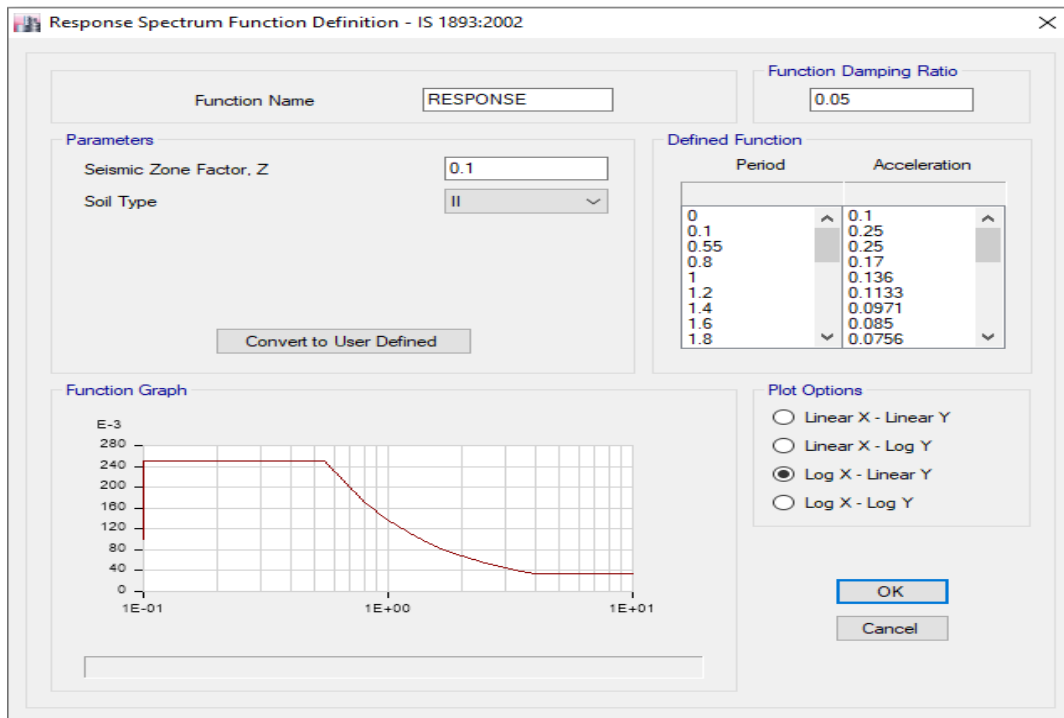 Response Spectrum Function Definition - IS 1893:2002
Function Name
RESPONSE
Function Damping Ratio
0.05
Parameters
Seismic Zone Factor, Z
0.1
Soil Type
II
Convert to User Defined
Defined Function
Period Acceleration
0 0.1
0.1 0.25
0.55 0.25
0.8 0.17
1 0.136
1.2 0.1133
1.4 0.0971
1.6 0.085
1.8 0.0756
Function Graph
E-3
280
240
200
160
120
80
40
0
1E-01 1E+00 1E+01
Plot Options
Linear X - Linear Y
Linear X - Log Y
Log X - Linear Y
Log X - Log Y
OK
Cancel